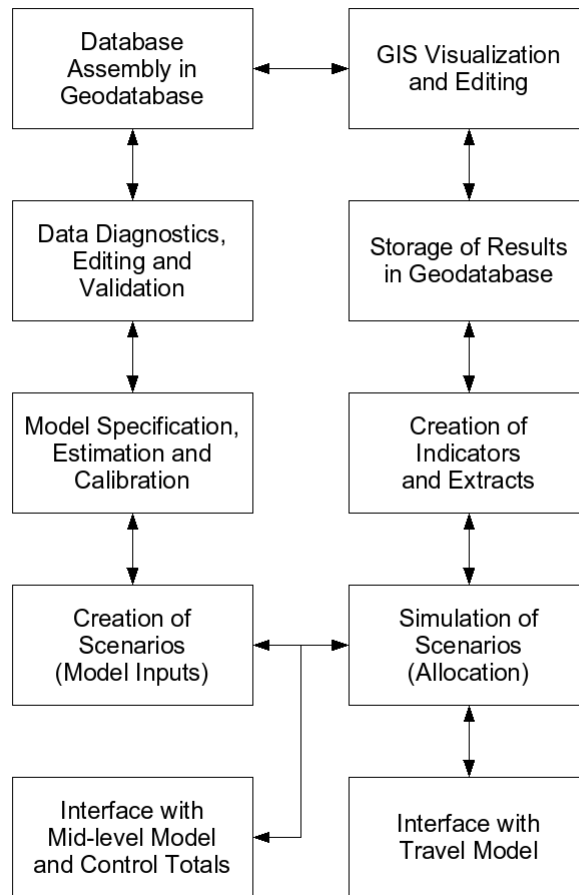 Database
Assembly in
Geodatabase
GIS Visualization
and Editing
Data Diagnostics,
Editing and
Validation
Storage of Results
in Geodatabase
Model Specification,
Estimation and
Calibration
Creation of
Indicators
and Extracts
Creation of
Scenarios
(Model Inputs)
Simulation of
Scenarios
(Allocation)
Interface with
Mid-level Model
and Control Totals
Interface with
Travel Model